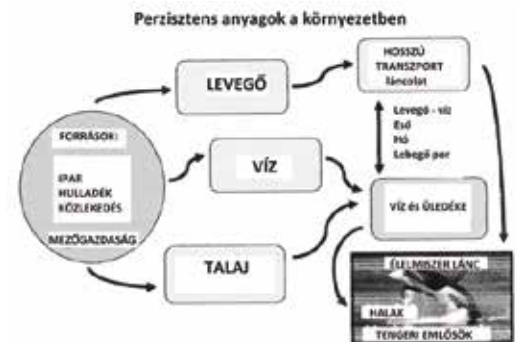 Perzisztens anyagok a környezetben
FORRÁSOK:
IPAR
HULLADÉK
KÖZLEKEDÉS
MEZŐGAZDASÁG
LEVEGŐ
VÍZ
TALAJ
HOSSZÚ
TRANSZPORT
láncolat
Levegő - víz
Eső
Hó
Lebegő por
VÍZ és ÜLEDÉKE
ÉLELMISZER LÁNC
HALAK
TENGERI EMLŐSÖK